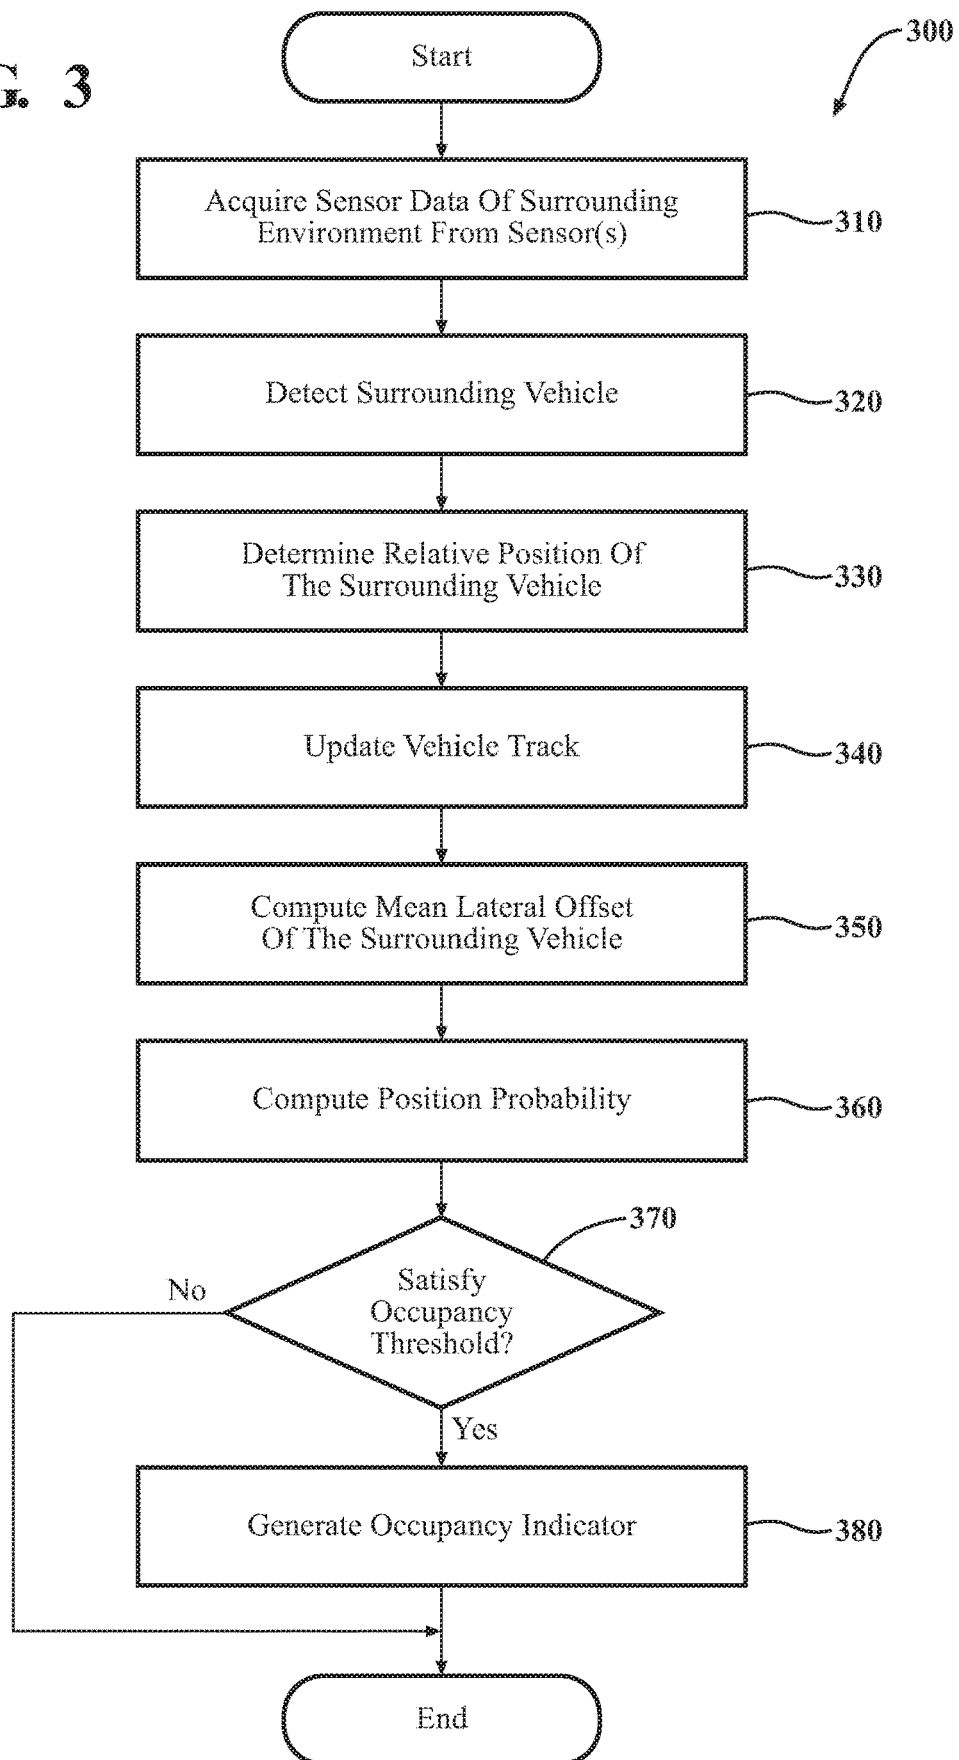 G. 3
Start
300
Acquire Sensor Data Of Surrounding
Environment From Sensor(s)
310
Detect Surrounding Vehicle
320
Determine Relative Position Of
The Surrounding Vehicle
330
Update Vehicle Track
340
Compute Mean Lateral Offset
Of The Surrounding Vehicle
350
Compute Position Probability
360
370
Satisfy
Occupancy
Threshold?
No
Yes
Generate Occupancy Indicator
380
End